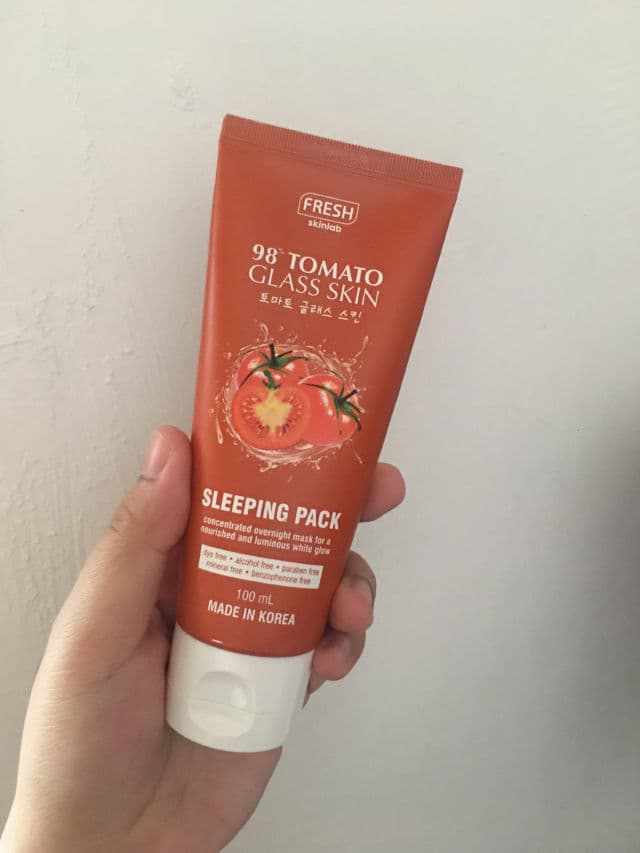 FRESH
skinlab
98% TOMATO
GLASS SKIN
토마토 글래스 스킨
SLEEPING PACK
concentrated overnight mask for a
nourished and luminous white glow
dye free • alcohol free • paraben free
mineral free • benzophenone free
100 mL
MADE IN KOREA